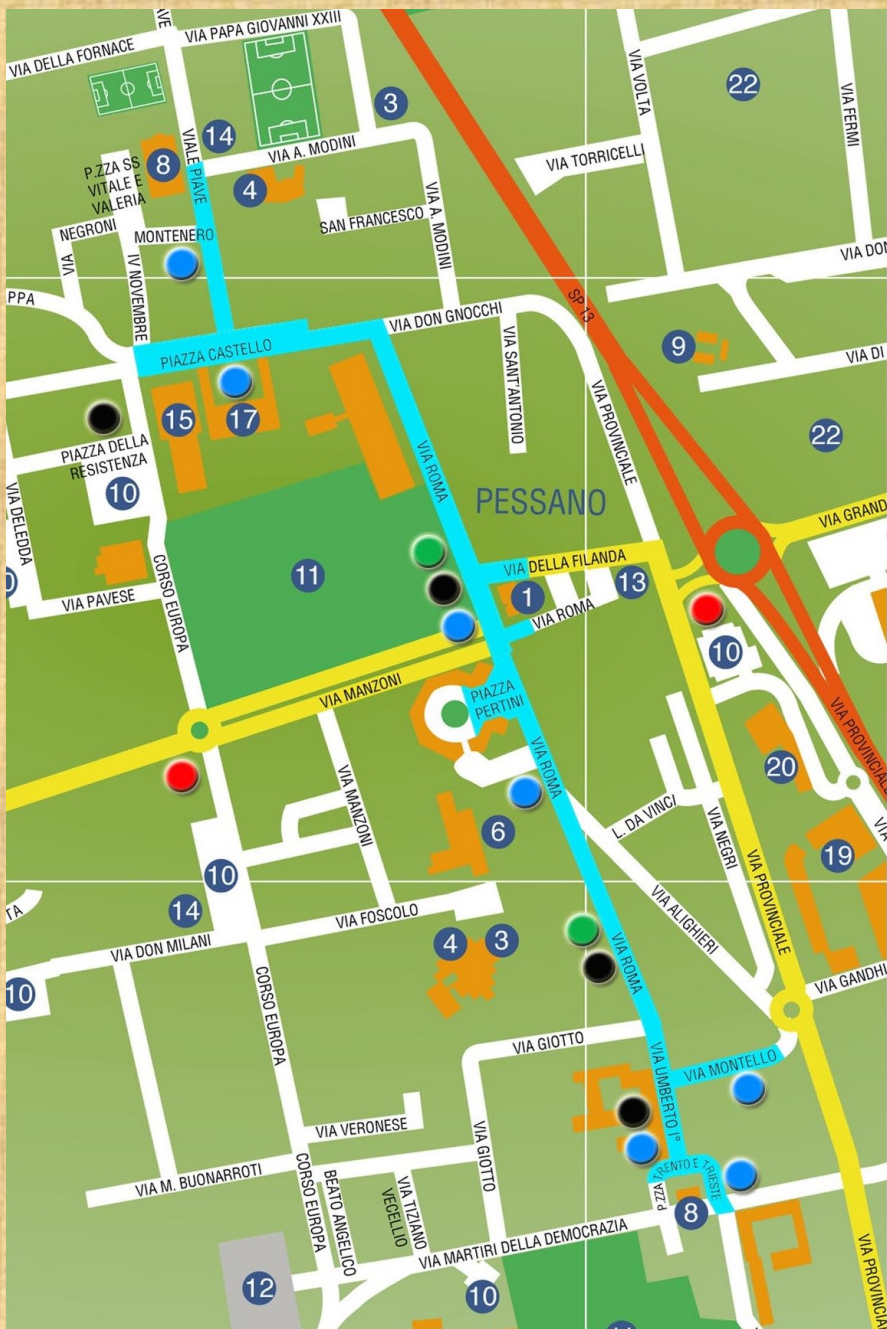 VIA DELLA FORNACE
AVE
VIA PAPA GIOVANNI XXIII
3
22
VIA VOLTA
VIA FERMI
14
VIALE PIAVE
8
P.ZZA SS
VITALE E
VALERIA
VIA A. MODINI
4
VIA TORRICELLI
SAN FRANCESCO
VIA A. MODINI
VIA NEGRONI
MONTENERO
IV NOVEMBRE
VIA DON
PPA
SP 13
VIA DON GNOCCHI
PIAZZA CASTELLO
VIA SANT'ANTONIO
9
VIA DI
VIA PROVINCIALE
15
17
22
PIAZZA DELLA
RESISTENZA
10
VIA ROMA
PESSANO
VIA DELEDDA
VIA GRAND
VIA DELLA FILANDA
11
1
13
VIA ROMA
CORSO EUROPA
VIA PAVESE
0
10
VIA MANZONI
PIAZZA
PERTINI
VIA PROVINCIALE
VIA ROMA
20
VIA MANZONI
6
L. DA VINCI
VIA NEGRI
19
VIA
10
VIA PROVINCIALE
VIA ALIGHIERI
14
VIA FOSCOLO
TA
VIA DON MILANI
4
3
VIA ROMA
VIA GANDHI
10
CORSO EUROPA
VIA GIOTTO
VIA UMBERTO I°
VIA MONTELLO
VIA VERONESE
VIA GIOTTO
VIA M. BUONARROTI
P.ZZA TRENTO E TRIESTE
CORSO EUROPA
BEATO ANGELICO
VIA TIZIANO
VECELLIO
8
VIA MARTIRI DELLA DEMOCRAZIA
12
10
VIA PROVINCIA
11